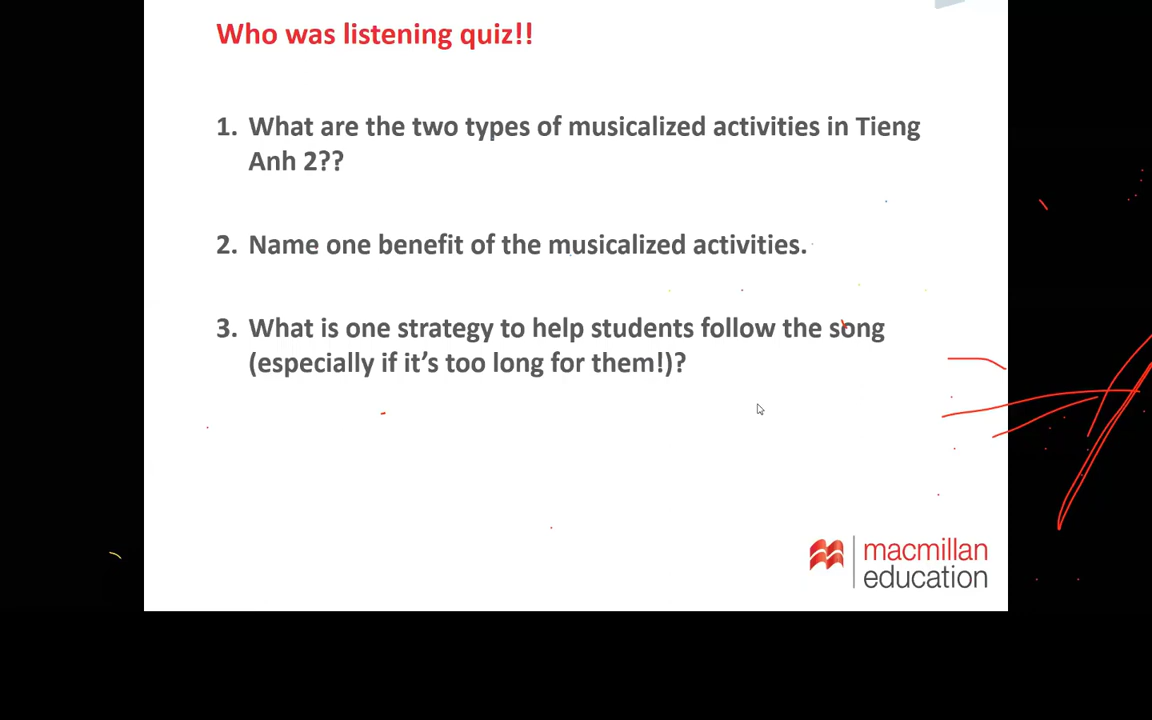 Who was listening quiz!!
1. What are the two types of musicalized activities in Tieng
Anh 2??
2. Name one benefit of the musicalized activities.
3. What is one strategy to help students follow the song
(especially if it's too long for them!)?
macmillan
education